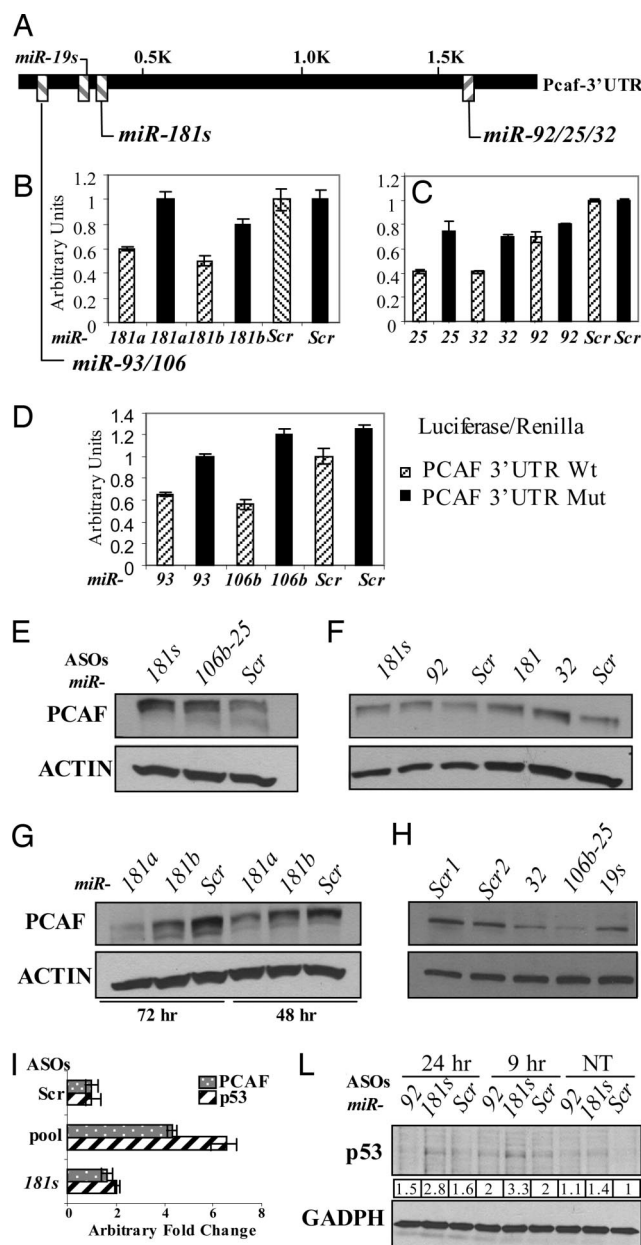 A
miR-19s 0.5K 1.0K 1.5K
Pcaf-3'UTR
miR-181s miR-92/25/32
B
C
Arbitrary Units
1.2
1
0.8
0.6
0.4
0.2
0
miR- 181a 181a 181b 181b Scr Scr
1.2
1
0.8
0.6
0.4
0.2
0
25 25 32 32 92 92 Scr Scr
miR-93/106
D
Arbitrary Units
1.4
1.2
1
0.8
0.6
0.4
0.2
0
miR- 93 93 106b 106b Scr Scr
Luciferase/Renilla
PCAF 3'UTR Wt
PCAF 3'UTR Mut
E
ASOs
miR- 181s 106b-25 Scr
PCAF
ACTIN
F
181s 92 Scr 181 32 Scr
G
miR- 181a 181b Scr 181a 181b Scr
PCAF
ACTIN
72 hr 48 hr
H
Scr1 Scr2 32 106b-25 19s
I
ASOs
Scr
pool
181s
PCAF
p53
0 2 4 6 8
Arbitrary Fold Change
L
24 hr 9 hr NT
ASOs
miR- 92 181s Scr 92 181s Scr 92 181s Scr
p53
1.5 2.8 1.6 2 3.3 2 1.1 1.4 1
GADPH